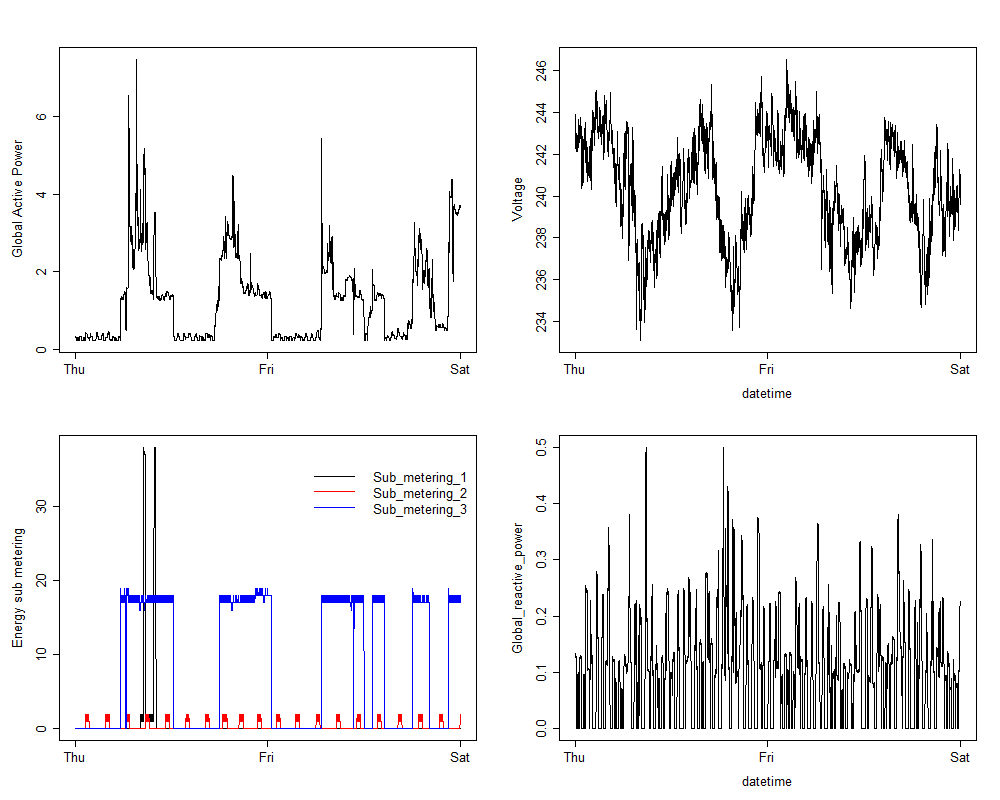 Global Active Power
6
4
2
0
Thu Fri Sat
Voltage
246
244
242
240
238
236
234
Thu Fri Sat
datetime
Energy sub metering
30
20
10
0
Sub_metering_1
Sub_metering_2
Sub_metering_3
Thu Fri Sat
Global_reactive_power
0.5
0.4
0.3
0.2
0.1
0.0
Thu Fri Sat
datetime